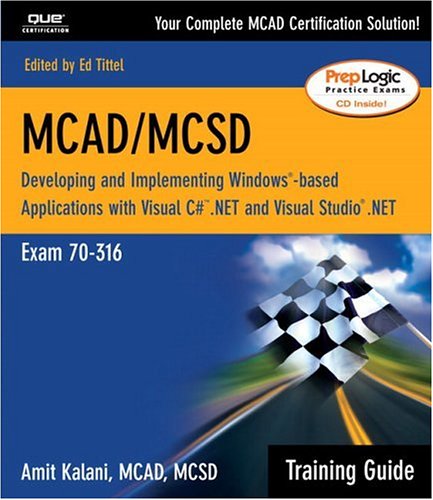 que®
CERTIFICATION
Your Complete MCAD Certification Solution!
Edited by Ed Tittel
PrepLogic
Practice Exams
CD Inside!
MCAD/MCSD
Developing and Implementing Windows®-based
Applications with Visual C#™.NET and Visual Studio®.NET
Exam 70-316
Amit Kalani, MCAD, MCSD
Training Guide